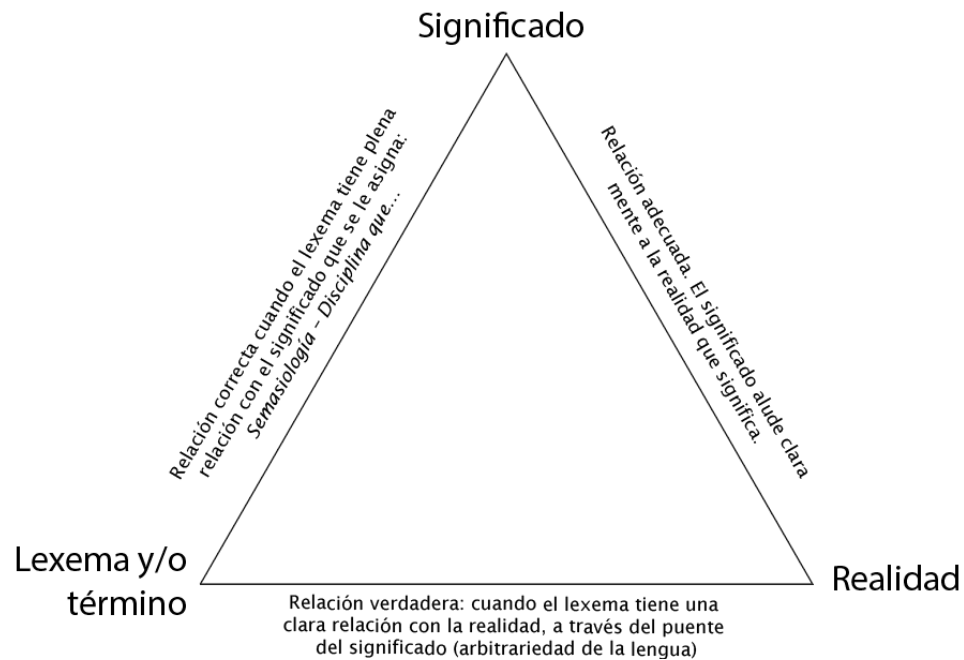 Significado
Relación correcta cuando el lexema tiene plena
relación con el significado que se le asigna:
Semasiología – Disciplina que...
Relación adecuada. El significado alude clara
mente a la realidad que significa.
Lexema y/o
término
Realidad
Relación verdadera: cuando el lexema tiene una
clara relación con la realidad, a través del puente
del significado (arbitrariedad de la lengua)